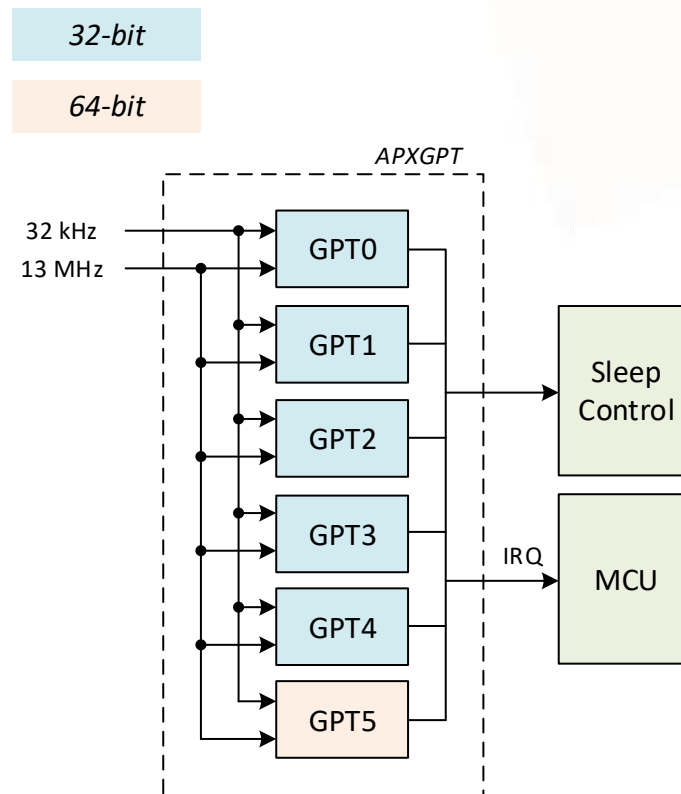 32-bit
64-bit
APXGPT
32 kHz
13 MHz
GPT0
GPT1
GPT2
GPT3
GPT4
GPT5
Sleep
Control
IRQ
MCU